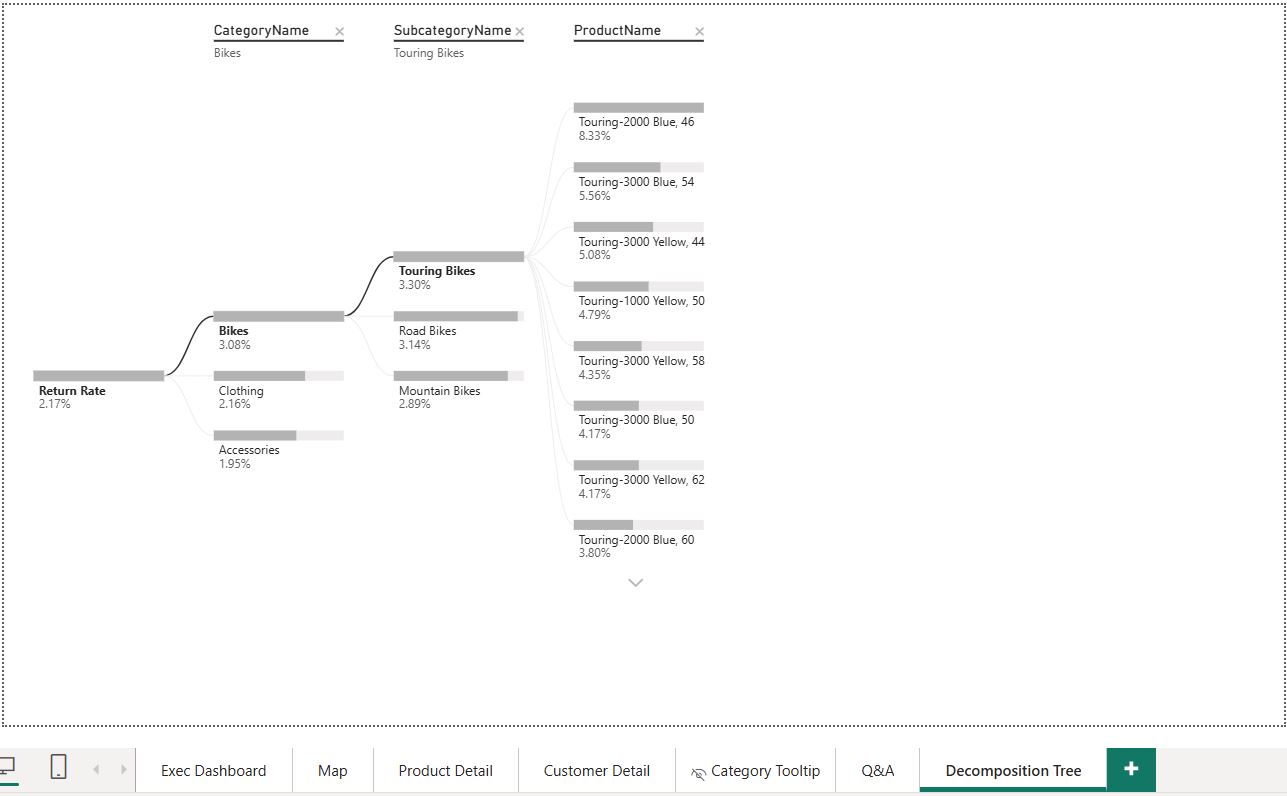 CategoryName
Bikes
SubcategoryName
Touring Bikes
ProductName
Return Rate
2.17%
Bikes
3.08%
Clothing
2.16%
Accessories
1.95%
Touring Bikes
3.30%
Road Bikes
3.14%
Mountain Bikes
2.89%
Touring-2000 Blue, 46
8.33%
Touring-3000 Blue, 54
5.56%
Touring-3000 Yellow, 44
5.08%
Touring-1000 Yellow, 50
4.79%
Touring-3000 Yellow, 58
4.35%
Touring-3000 Blue, 50
4.17%
Touring-3000 Yellow, 62
4.17%
Touring-2000 Blue, 60
3.80%
Exec Dashboard
Map
Product Detail
Customer Detail
Category Tooltip
Q&A
Decomposition Tree